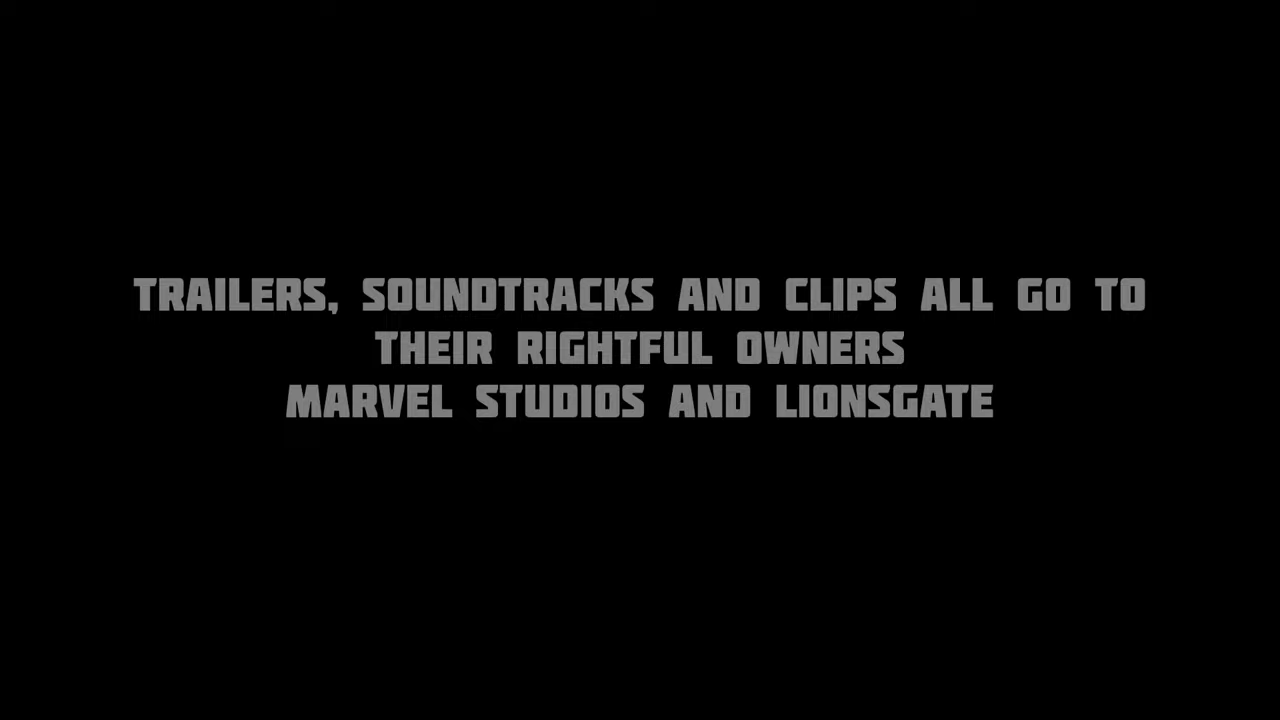 TRAILERS, SOUNDTRACKS AND CLIPS ALL GO TO
THEIR RIGHTFUL OWNERS
MARVEL STUDIOS AND LIONSGATE